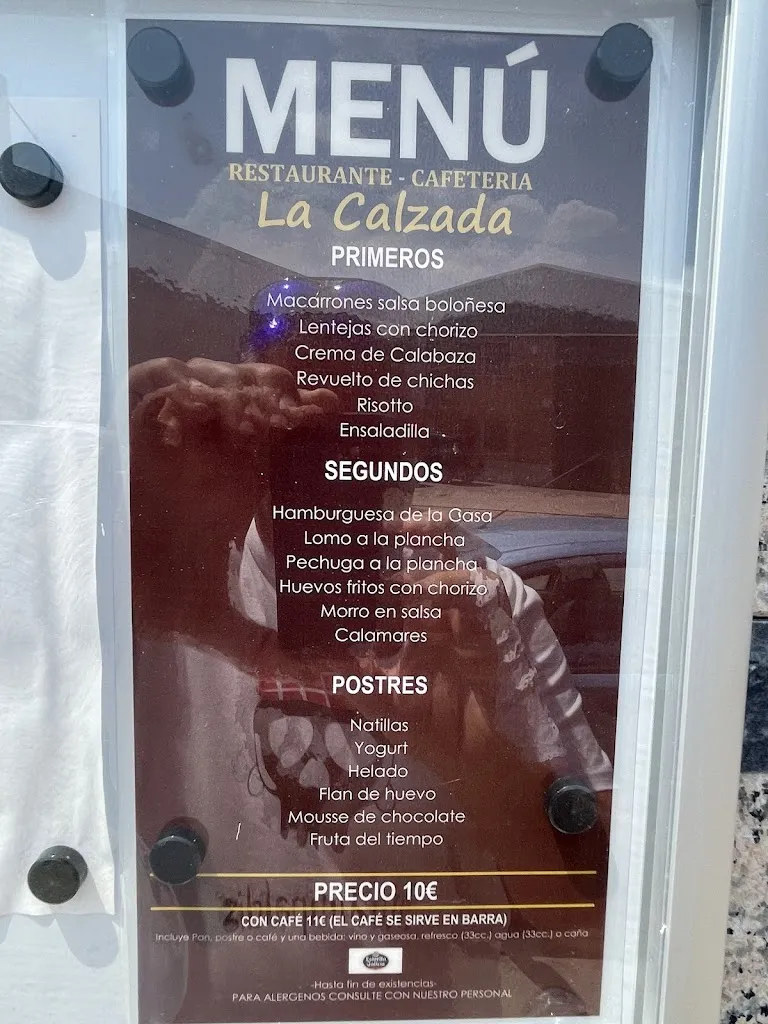 MENÚ
RESTAURANTE - CAFETERIA
La Calzada
PRIMEROS
Macarrones salsa boloñesa
Lentejas con chorizo
Crema de Calabaza
Revuelto de chichas
Risotto
Ensaladilla
SEGUNDOS
Hamburguesa de la Casa
Lomo a la plancha
Pechuga a la plancha
Huevos fritos con chorizo
Morro en salsa
Calamares
POSTRES
Natillas
Yogurt
Helado
Flan de huevo
Mousse de chocolate
Fruta del tiempo
PRECIO 10€
CON CAFÉ 11€ (EL CAFÉ SE SIRVE EN BARRA)
Incluye Pan, postre o café y una bebida: vino y gaseosa, refresco (33cc.) agua (33cc.) o caña
Estrella
Galicia
-Hasta fin de existencias-
PARA ALERGENOS CONSULTE CON NUESTRO PERSONAL